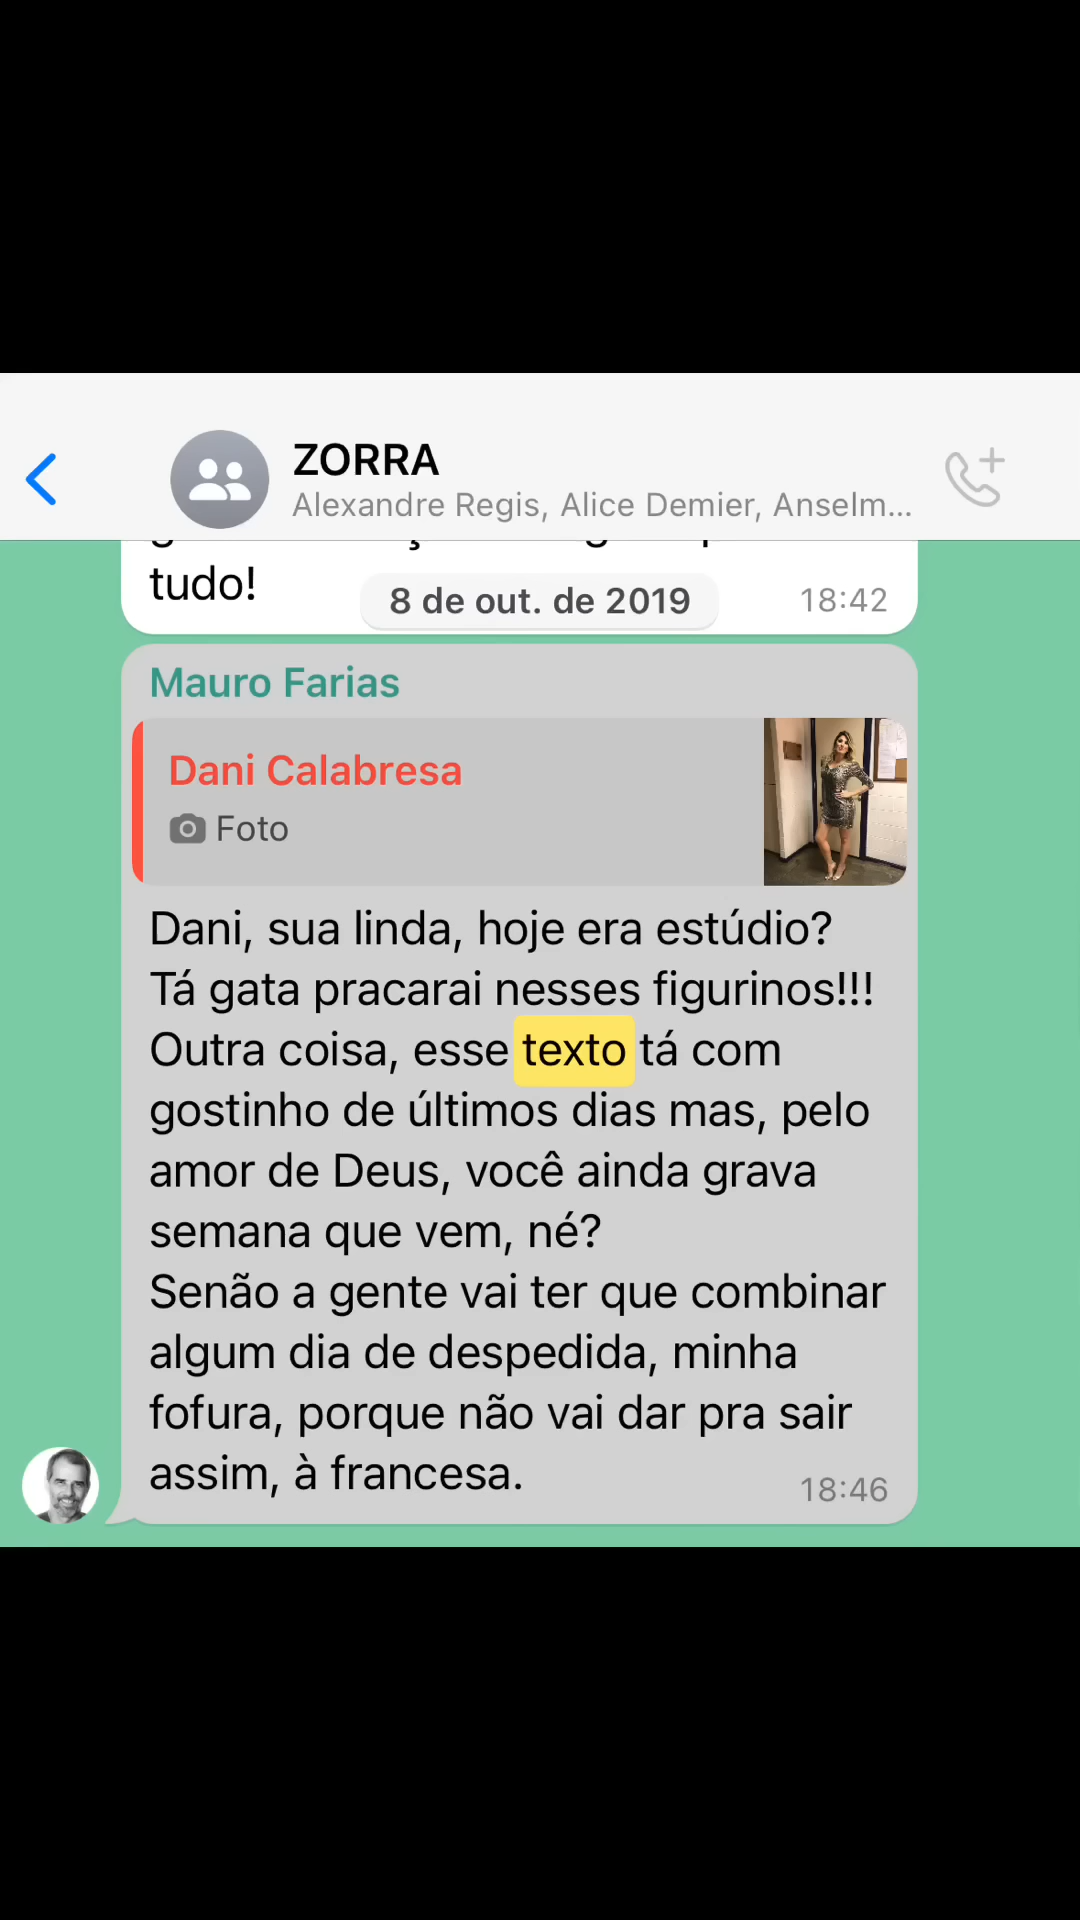 ZORRA
Alexandre Regis, Alice Demier, Anselm...
tudo!
8 de out. de 2019
18:42
Mauro Farias
Dani Calabresa
Foto
Dani, sua linda, hoje era estúdio?
Tá gata pracarai nesses figurinos!!!
Outra coisa, esse texto tá com
gostinho de últimos dias mas, pelo
amor de Deus, você ainda grava
semana que vem, né?
Senão a gente vai ter que combinar
algum dia de despedida, minha
fofura, porque não vai dar pra sair
assim, à francesa.
18:46